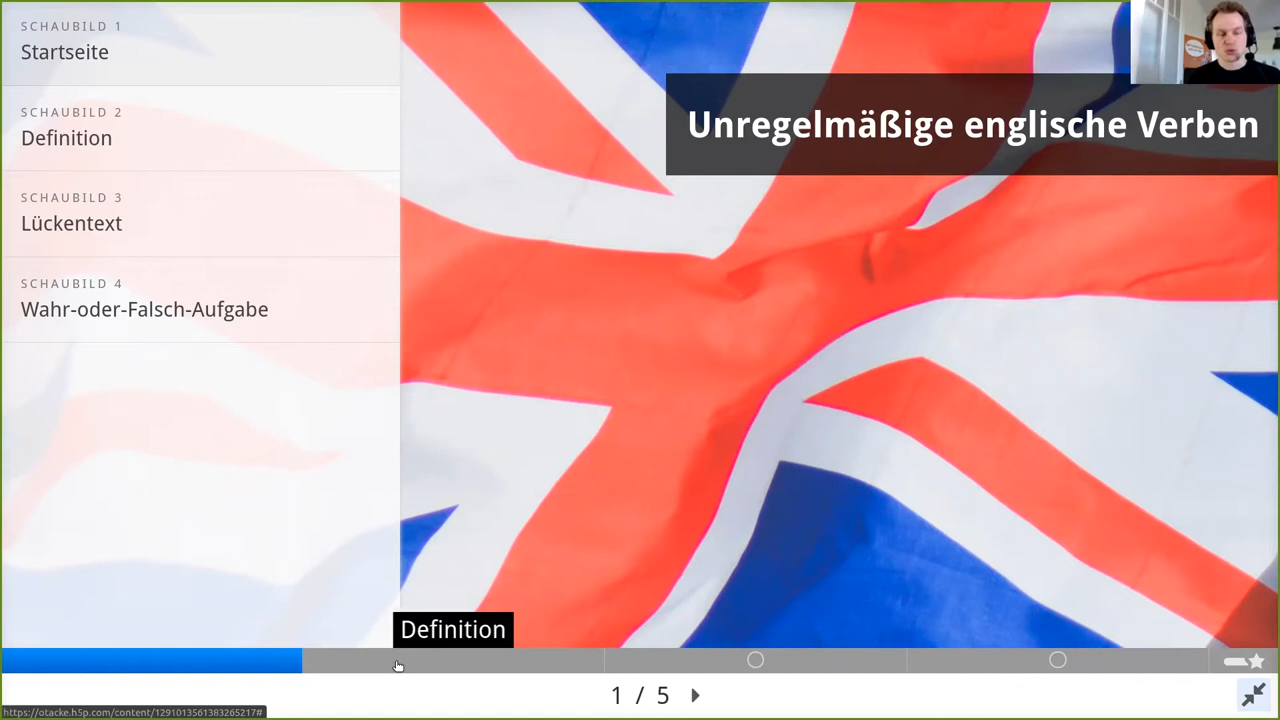 SCHAUBILD 1
Startseite
SCHAUBILD 2
Definition
SCHAUBILD 3
Lückentext
SCHAUBILD 4
Wahr-oder-Falsch-Aufgabe
Unregelmäßige englische Verben
Definition
1 / 5
https://otacke.h5p.com/content/1291013561383265217#